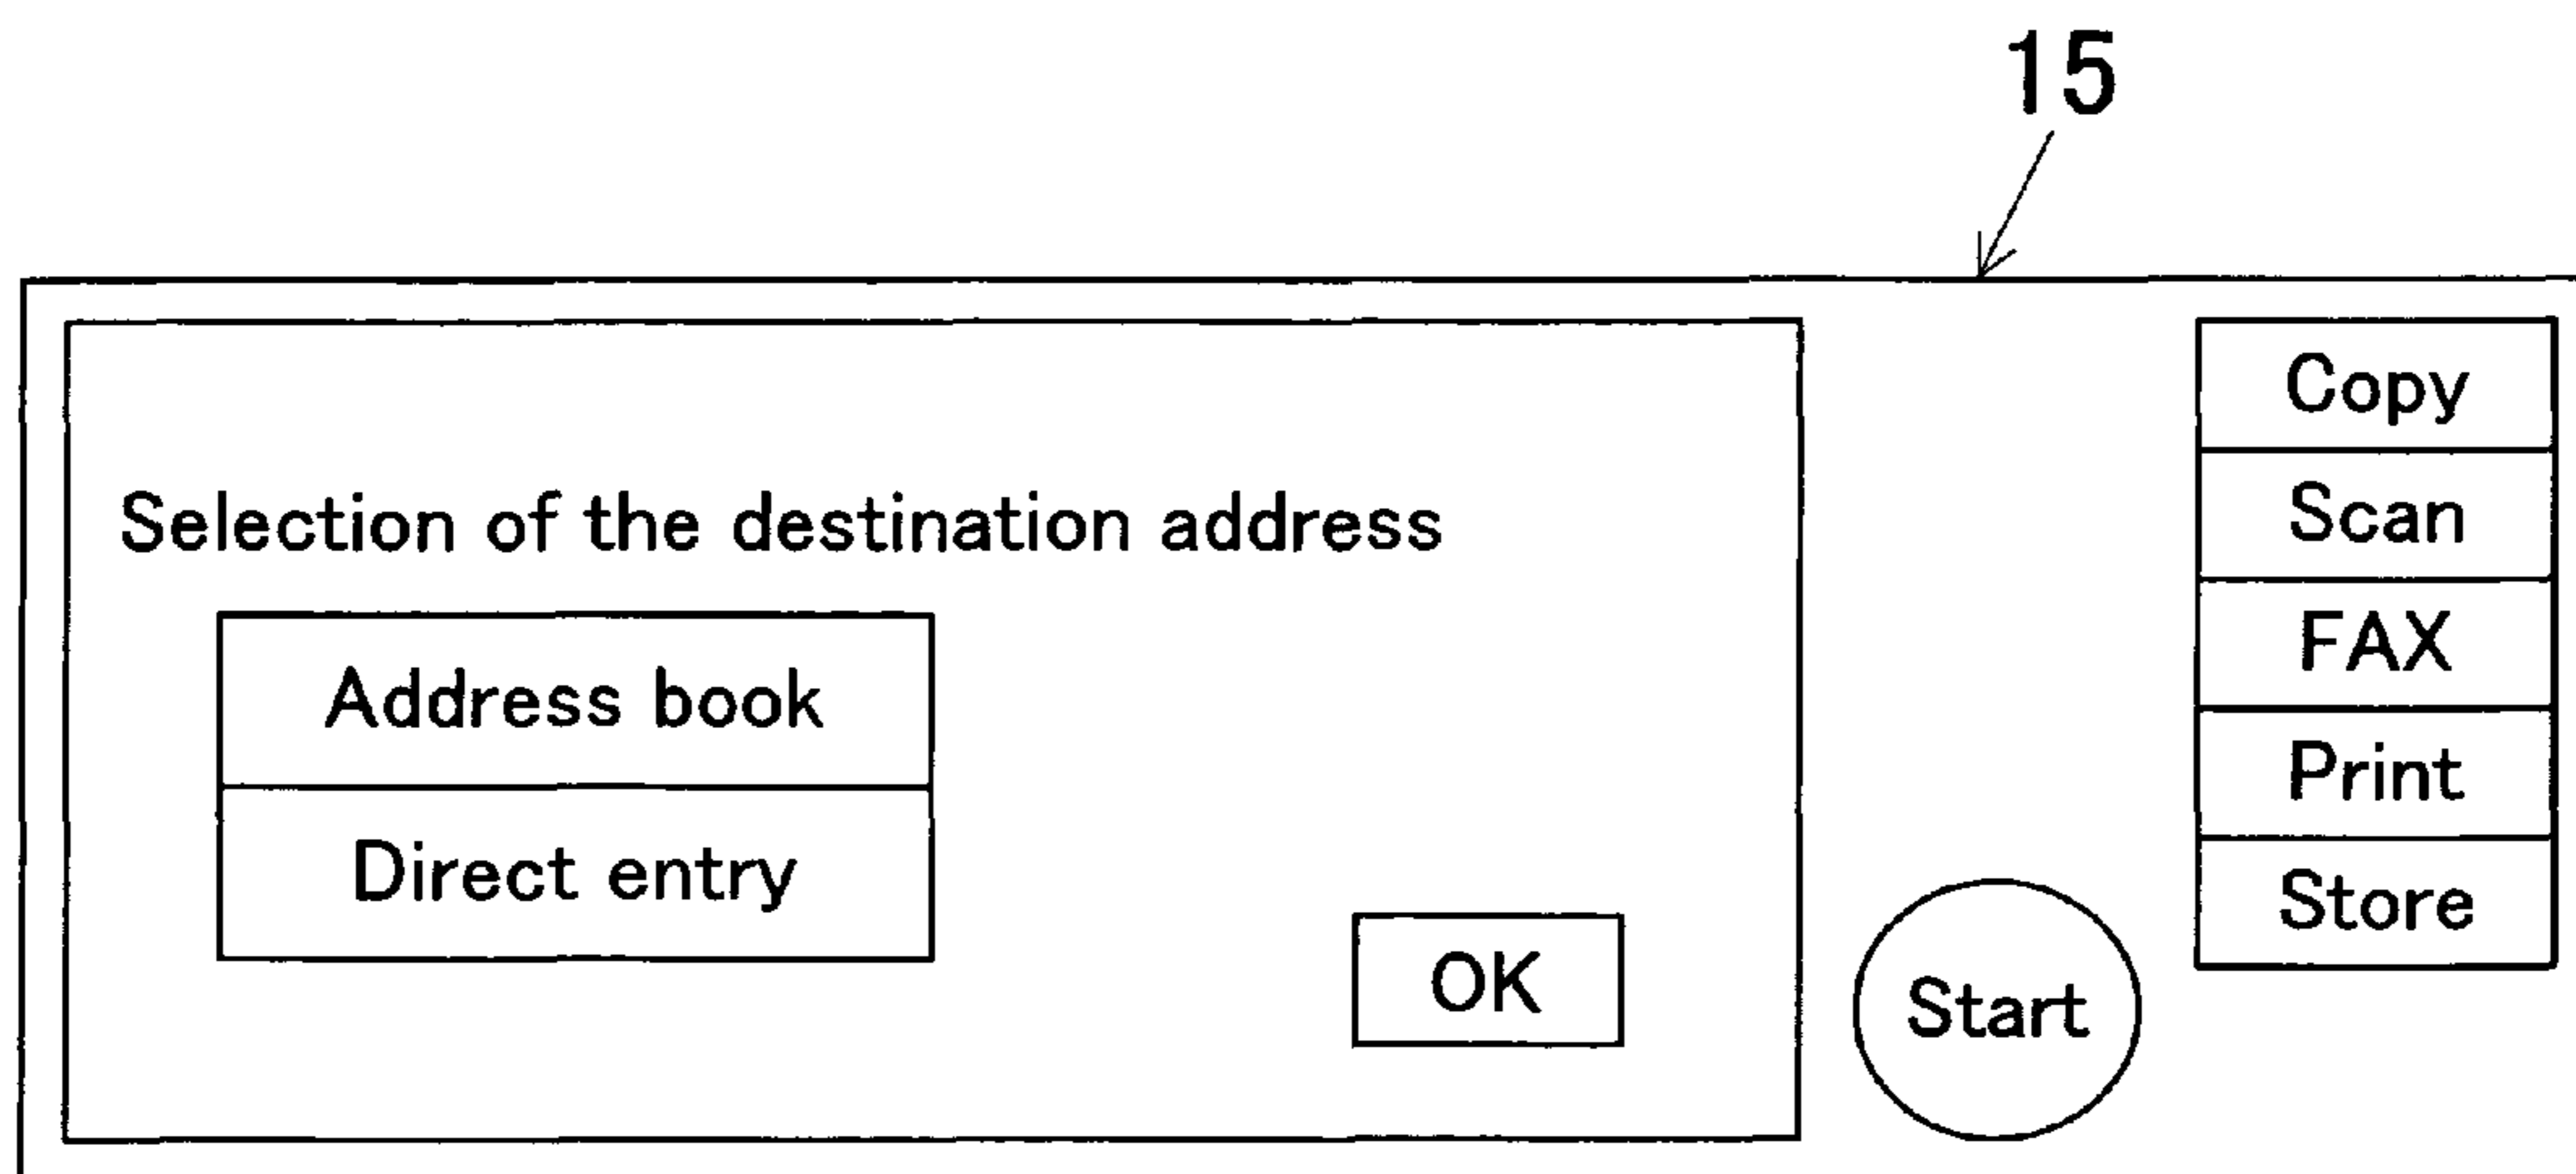 15
Selection of the destination address
Address book
Direct entry
OK
Start
Copy
Scan
FAX
Print
Store